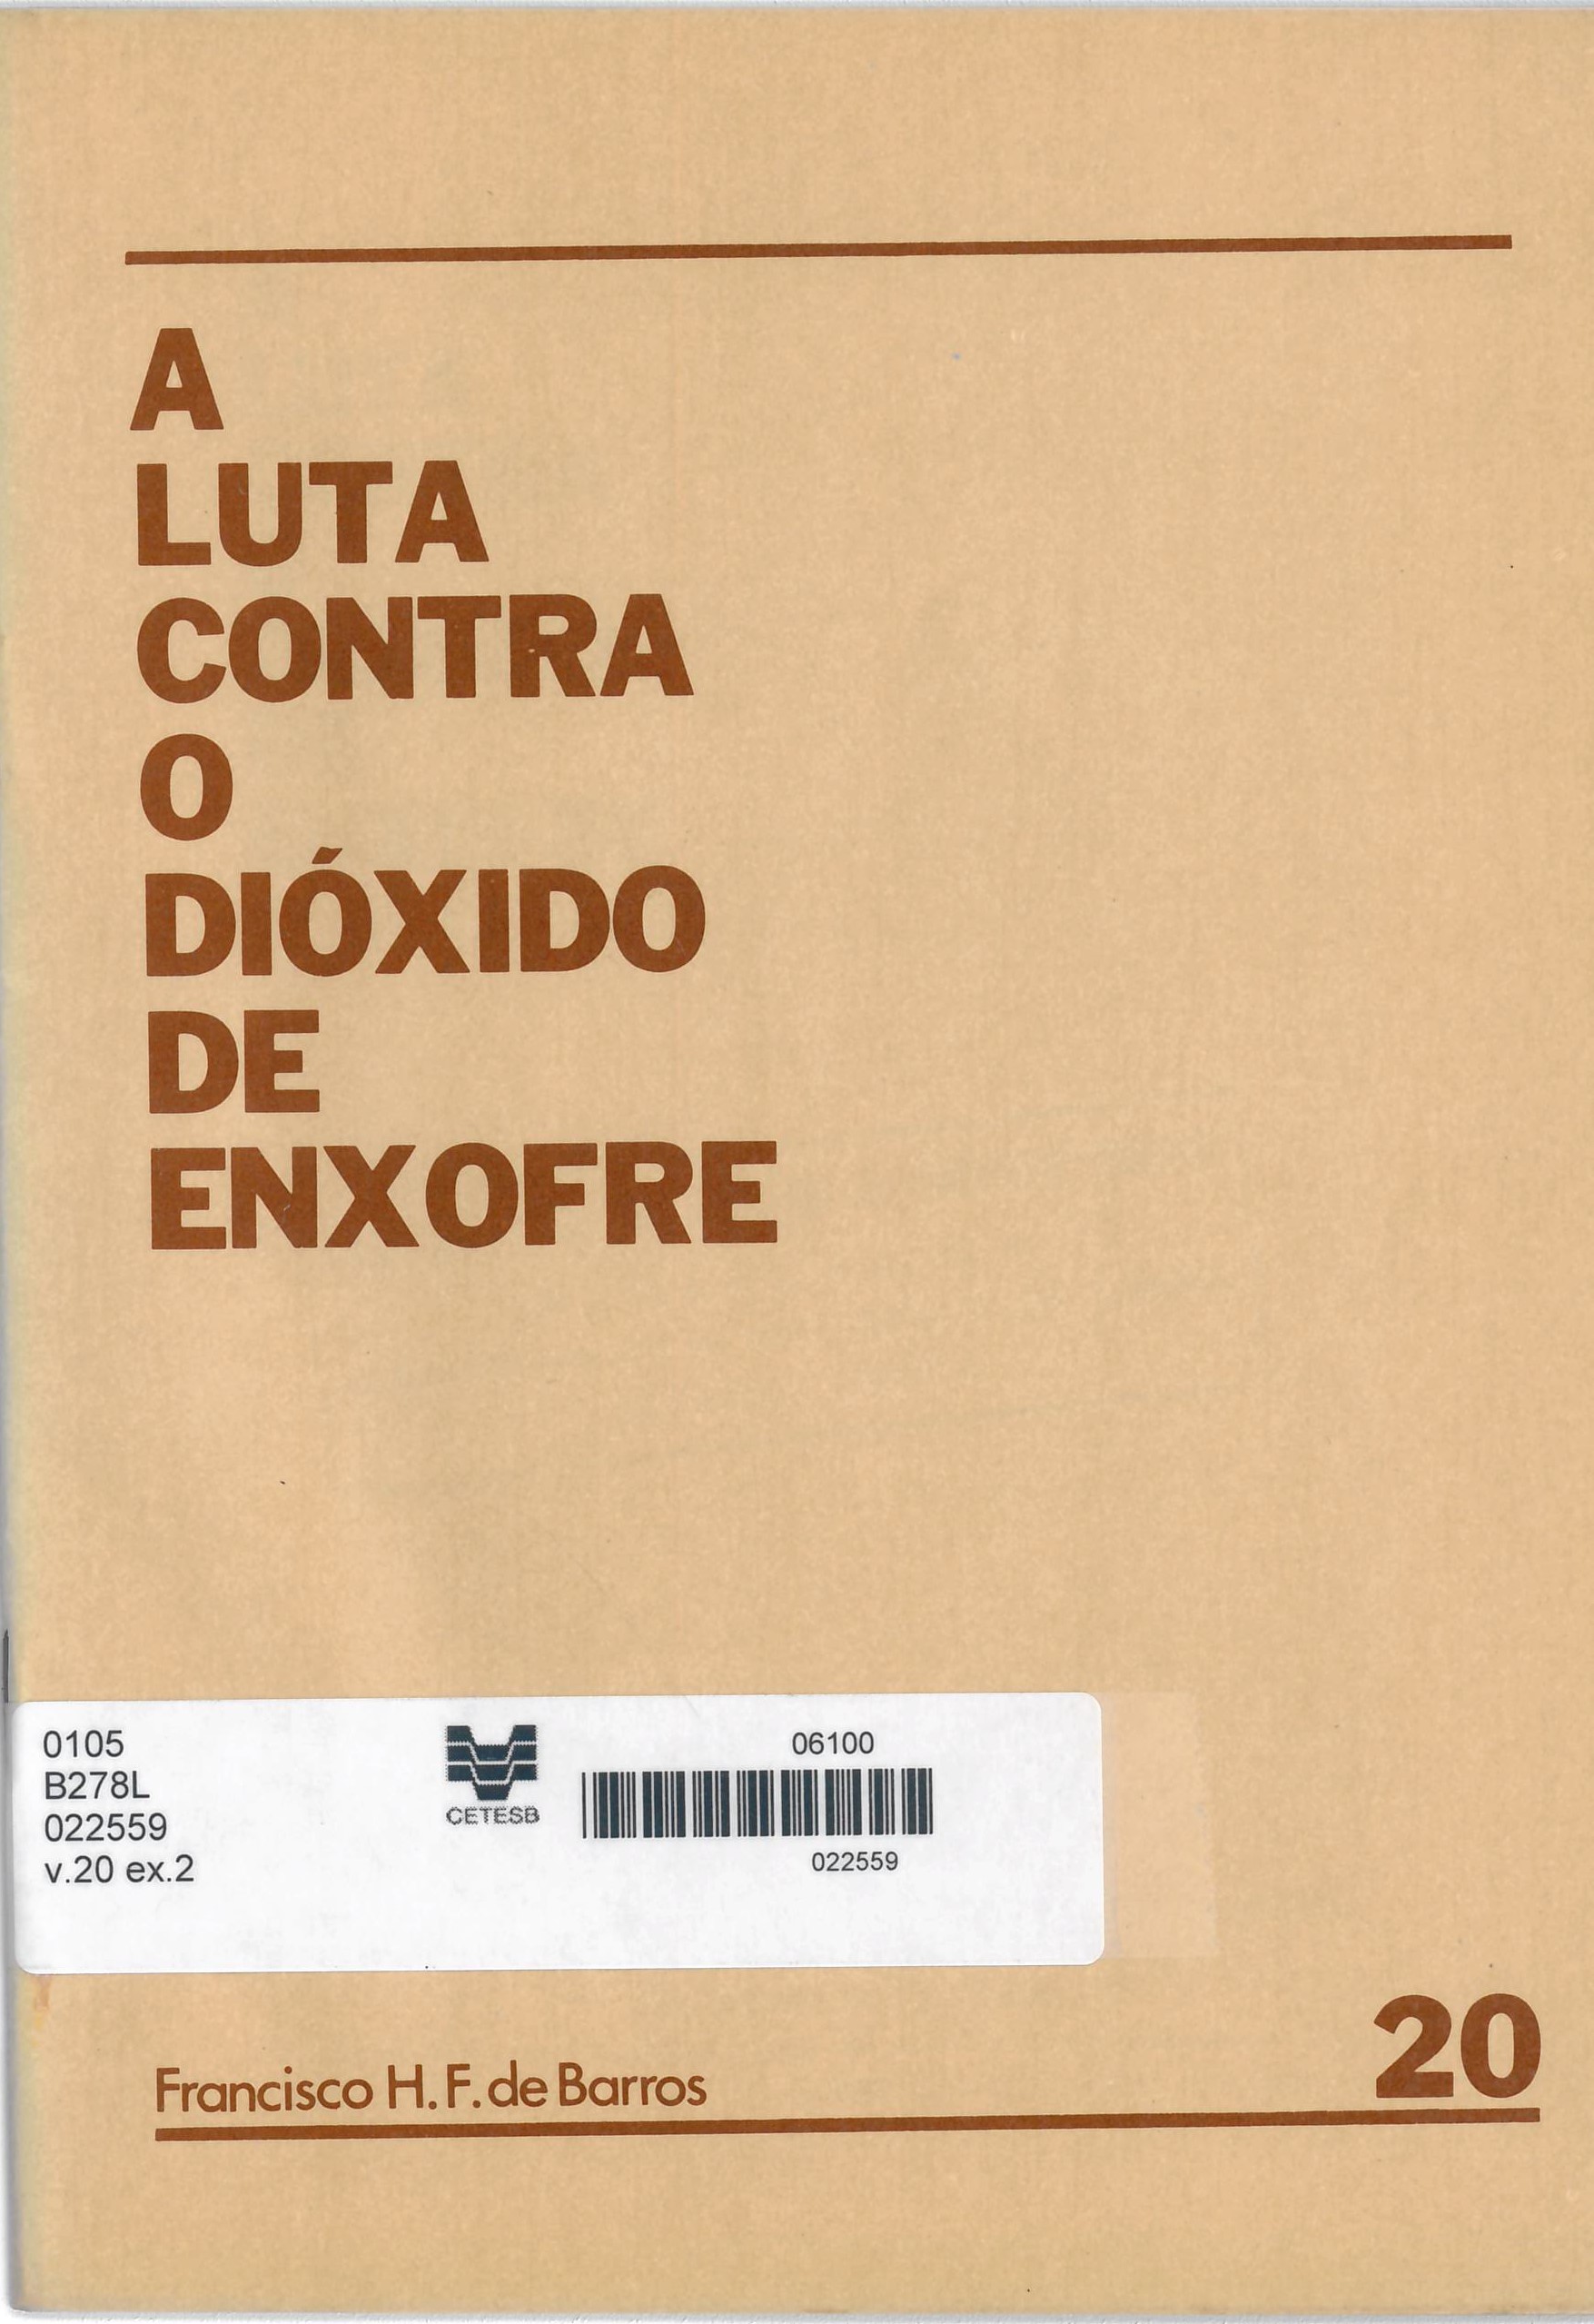 A
LUTA
CONTRA
O
DIÓXIDO
DE
ENXOFRE
0105
B278L
022559
v.20 ex.2
CETESB
06100
022559
20
Francisco H. F. de Barros